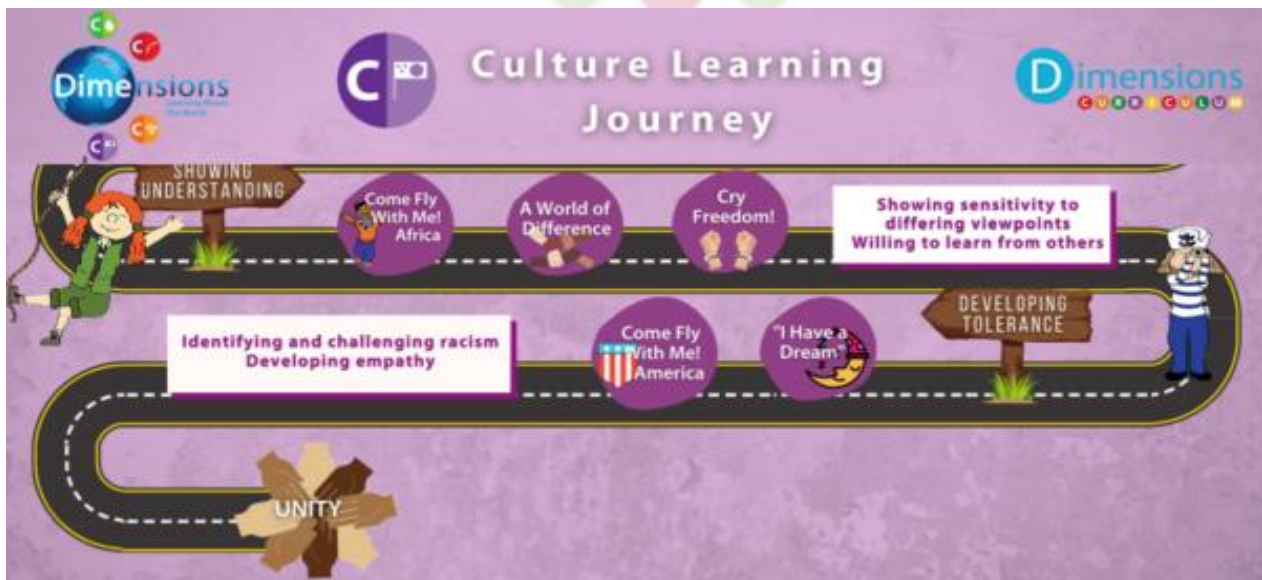 Dimensions
C
Culture Learning
Journey
Dimensions
CURRICULUM
SHOWING
UNDERSTANDING
Come Fly
With Me!
Africa
A World of
Difference
Cry
Freedom!
Showing sensitivity to
differing viewpoints
Willing to learn from others
DEVELOPING
TOLERANCE
"I Have a
Dream"
Come Fly
With Me!
America
Identifying and challenging racism
Developing empathy
UNITY